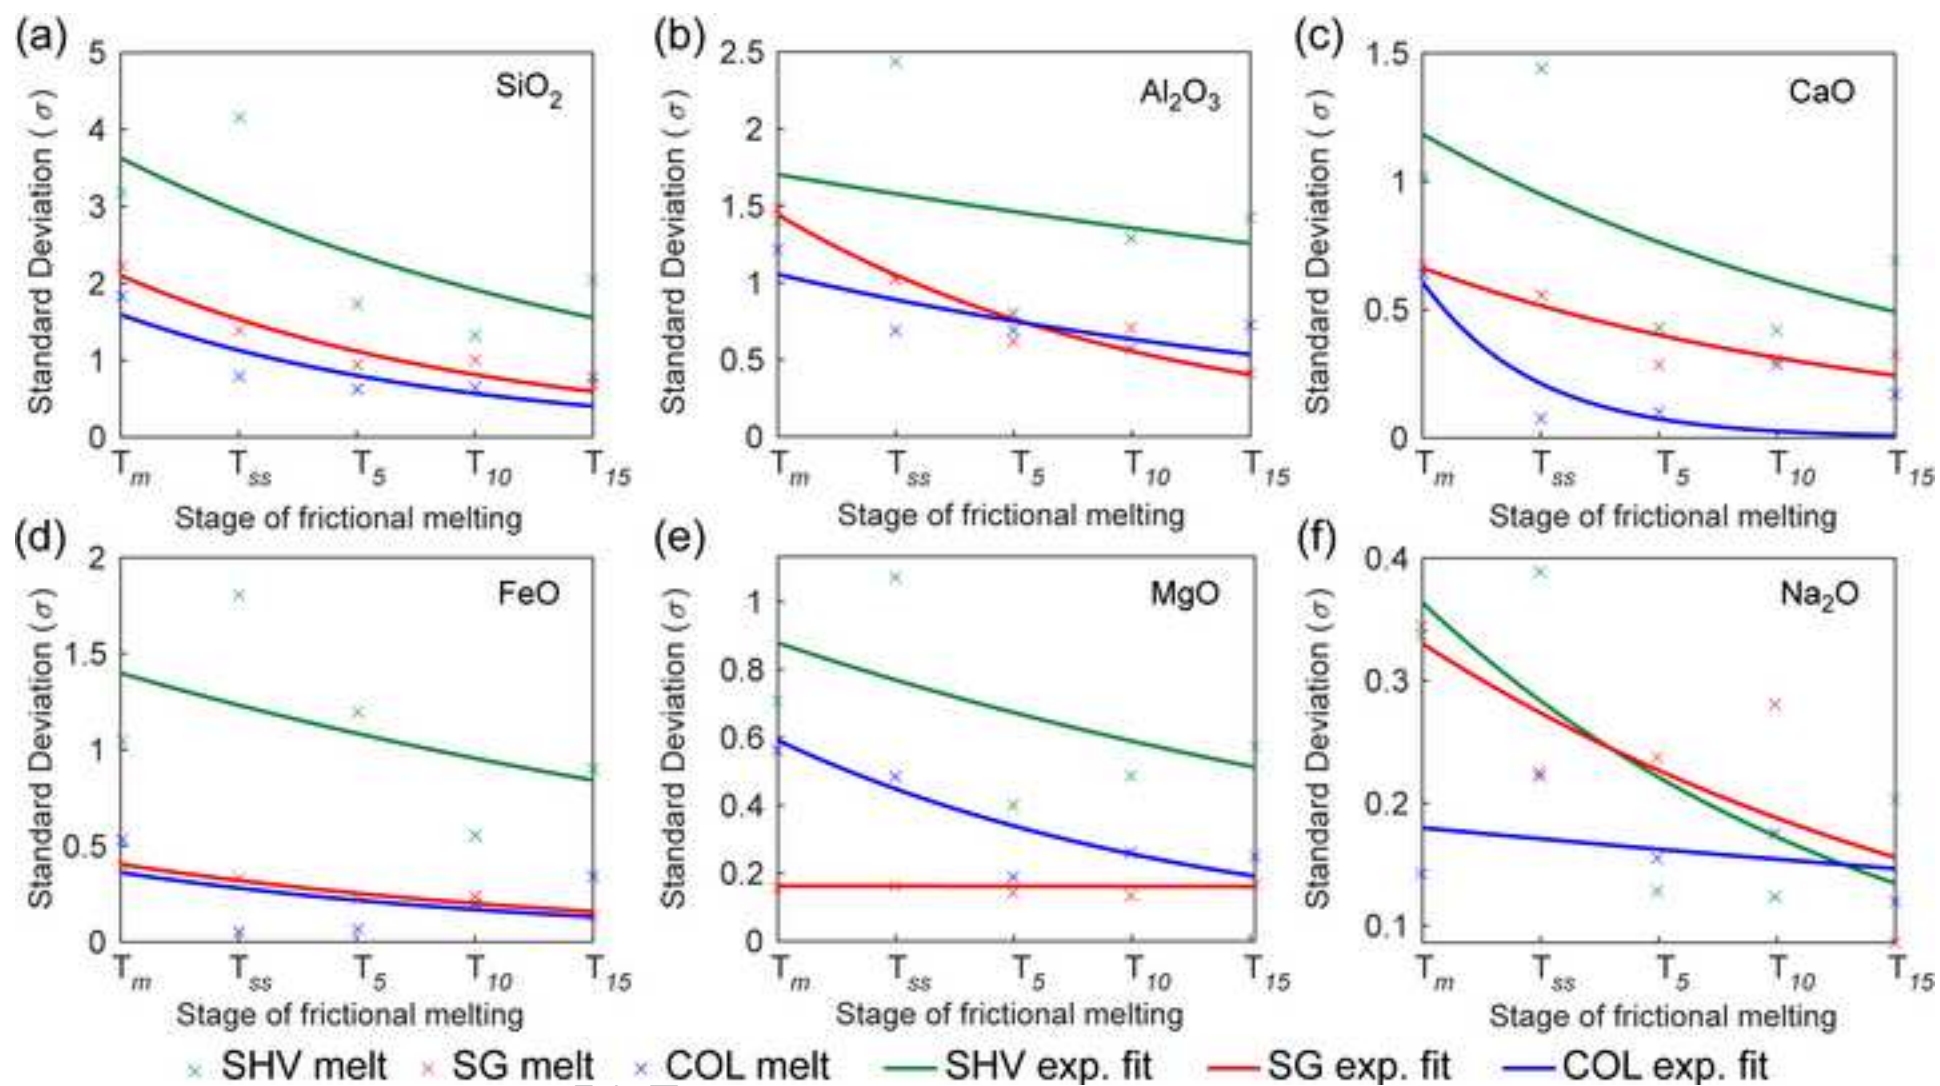 (a)
5
4
3
2
1
0
Standard Deviation ( σ )
SiO2
Tm Tss T5 T10 T15
Stage of frictional melting
(b)
2.5
2
1.5
1
0.5
0
Standard Deviation ( σ )
Al2O3
Tm Tss T5 T10 T15
Stage of frictional melting
(c)
1.5
1
0.5
0
Standard Deviation ( σ )
CaO
Tm Tss T5 T10 T15
Stage of frictional melting
(d)
2
1.5
1
0.5
0
Standard Deviation (σ)
FeO
Tm Tss T5 T10 T15
Stage of frictional melting
(e)
1
0.8
0.6
0.4
0.2
0
Standard Deviation (σ)
MgO
Tm Tss T5 T10 T15
Stage of frictional melting
(f)
0.4
0.3
0.2
0.1
Standard Deviation (σ)
Na2O
Tm Tss T5 T10 T15
Stage of frictional melting
SHV melt SG melt COL melt SHV exp. fit SG exp. fit COL exp. fit